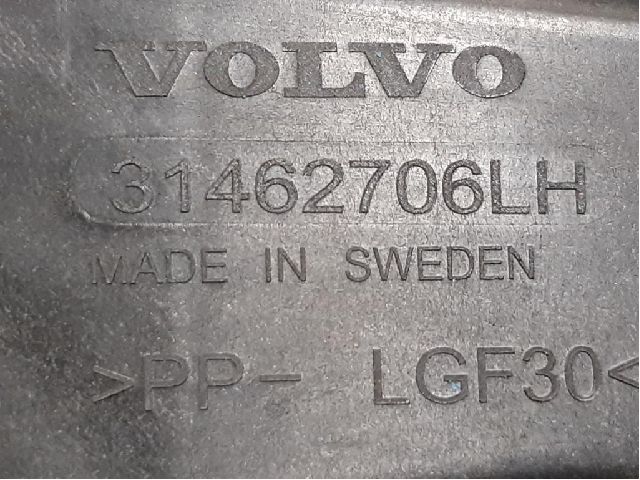 VOLVO
31462706LH
MADE IN SWEDEN
>PP- LGF30<